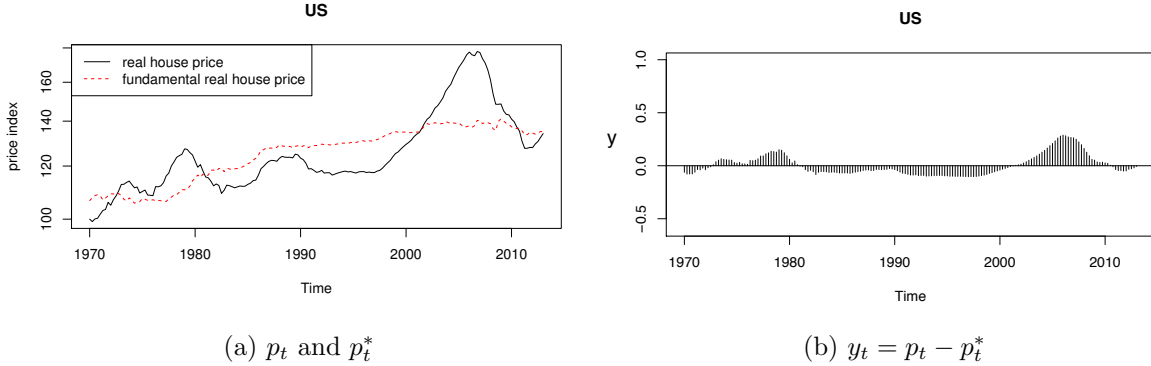 US
real house price
fundamental real house price
price index
160
140
120
100
1970
1980
1990
2000
2010
Time
(a) p_t and p_t^*
US
y
1.0
0.5
0.0
−0.5
1970
1980
1990
2000
2010
Time
(b) y_t = p_t − p_t^*